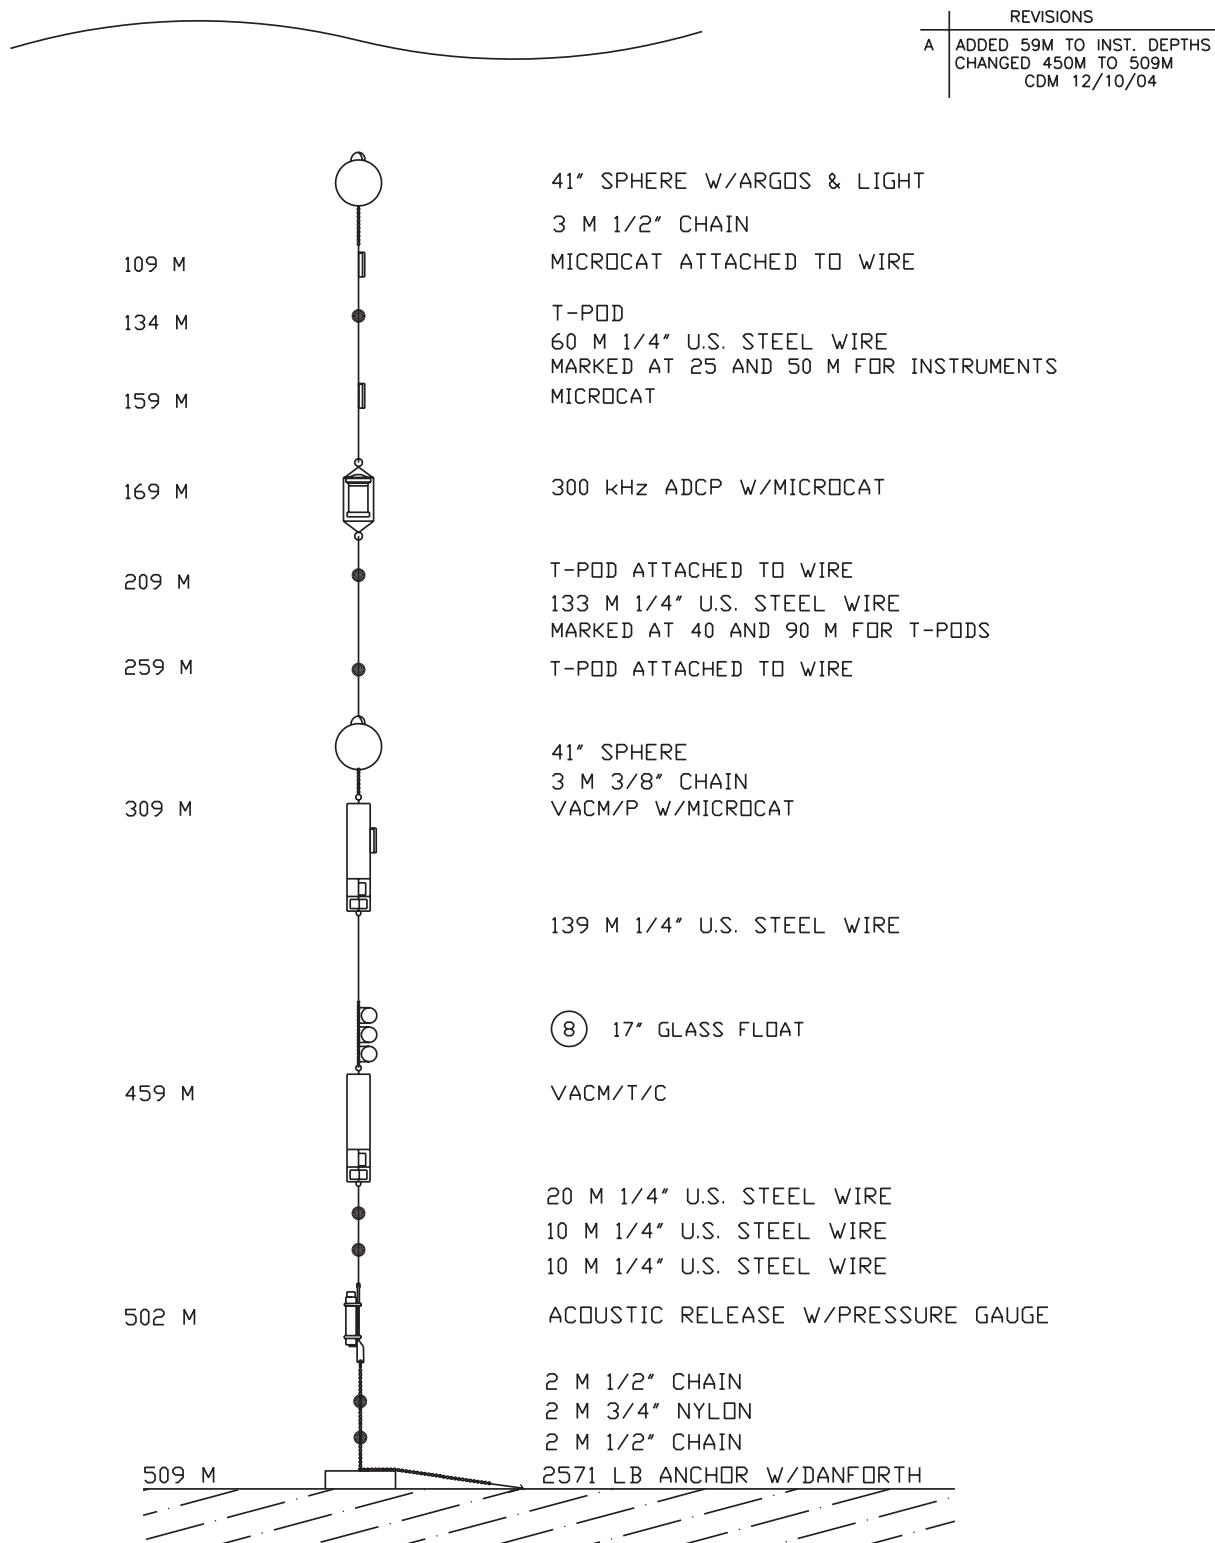 REVISIONS
A ADDED 59M TO INST. DEPTHS
CHANGED 450M TO 509M
CDM 12/10/04
41" SPHERE W/ARGOS & LIGHT
3 M 1/2" CHAIN
109 M MICROCAT ATTACHED TO WIRE
134 M T-POD
60 M 1/4" U.S. STEEL WIRE
MARKED AT 25 AND 50 M FOR INSTRUMENTS
159 M MICROCAT
169 M 300 kHz ADCP W/MICROCAT
209 M T-POD ATTACHED TO WIRE
133 M 1/4" U.S. STEEL WIRE
MARKED AT 40 AND 90 M FOR T-PODS
259 M T-POD ATTACHED TO WIRE
41" SPHERE
3 M 3/8" CHAIN
309 M VACM/P W/MICROCAT
139 M 1/4" U.S. STEEL WIRE
8 17" GLASS FLOAT
459 M VACM/T/C
20 M 1/4" U.S. STEEL WIRE
10 M 1/4" U.S. STEEL WIRE
10 M 1/4" U.S. STEEL WIRE
502 M ACOUSTIC RELEASE W/PRESSURE GAUGE
2 M 1/2" CHAIN
2 M 3/4" NYLON
2 M 1/2" CHAIN
509 M 2571 LB ANCHOR W/DANFORTH